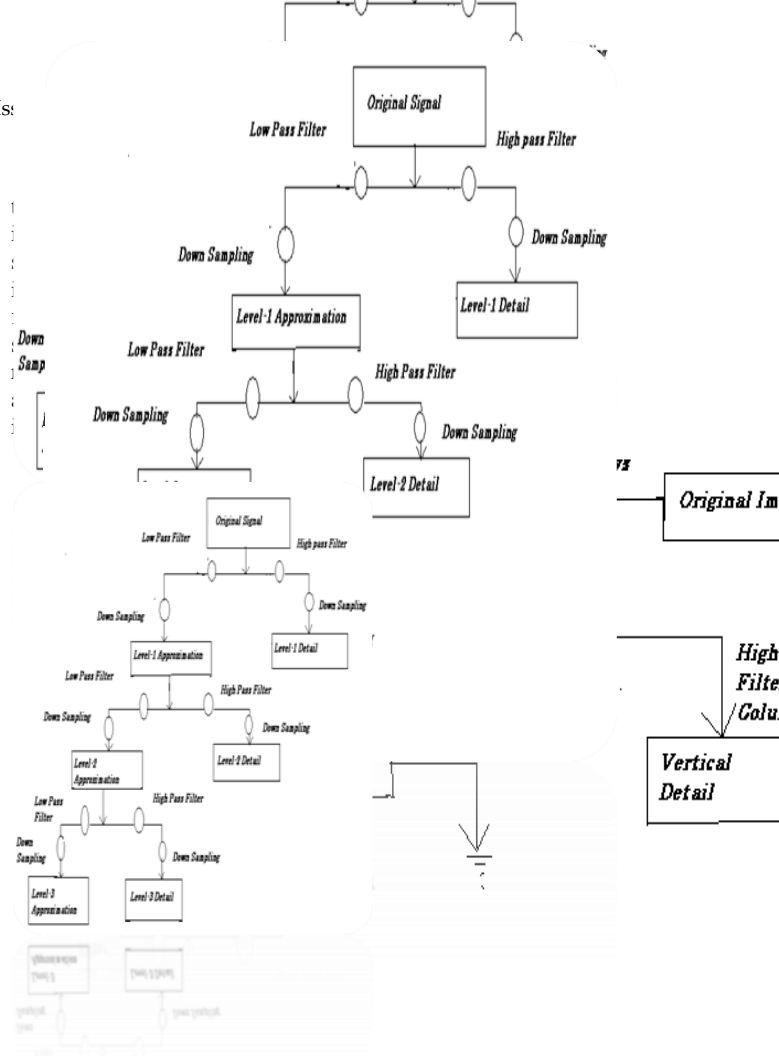 Original Signal
Low Pass Filter
High pass Filter
Down Sampling
Down Sampling
Level-1 Approximation
Level-1 Detail
Down
Samp
Low Pass Filter
High Pass Filter
Down Sampling
Down Sampling
Level-2 Detail
Original Im
Original Signal
Low Pass Filter
High pass Filter
Down Sampling
Down Sampling
Level-1 Approximation
Level-1 Detail
Low Pass Filter
High Pass Filter
Down Sampling
Down Sampling
Level-2
Approximation
Level-2 Detail
Low Pass
Filter
High Pass Filter
Down
Sampling
Down Sampling
Level-3
Approximation
Level-3 Detail
High
Filte
Colu
Vertical
Detail